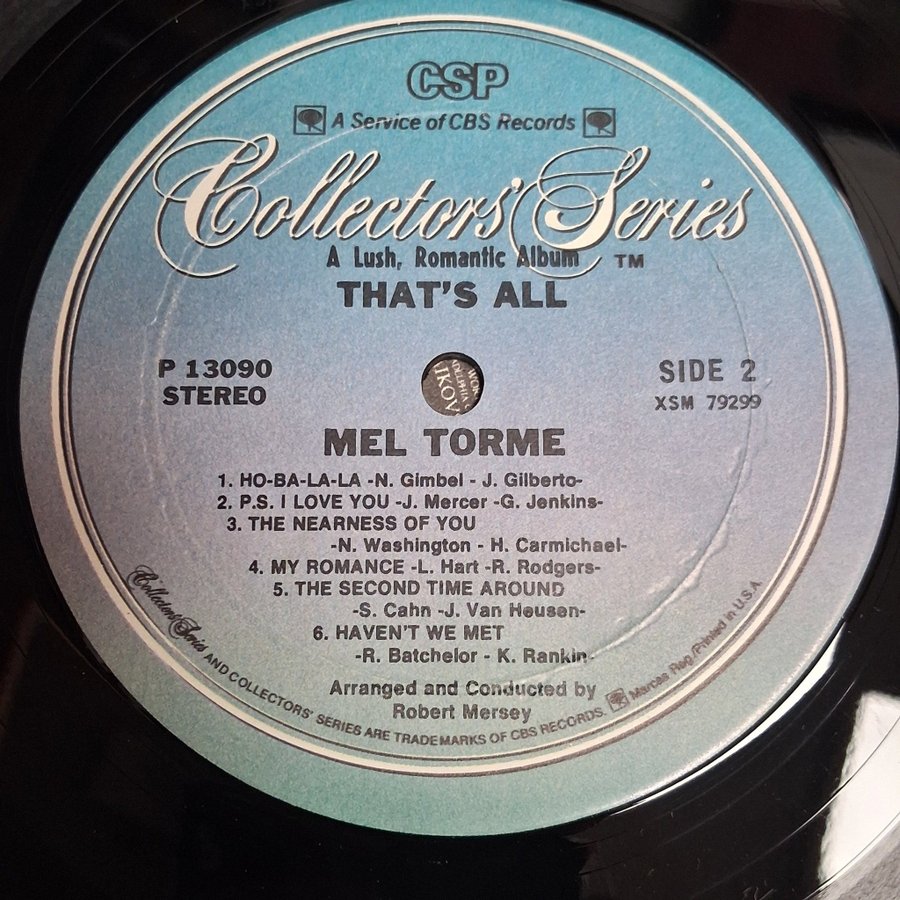 CSP
A Service of CBS Records
Collectors' Series
A Lush, Romantic Album TM
THAT'S ALL
P 13090
STEREO
SIDE 2
XSM 79299
IKOV
MEL TORME
1. HO-BA-LA-LA -N. Gimbel - J. Gilberto-
2. P.S. I LOVE YOU -J. Mercer -G. Jenkins-
3. THE NEARNESS OF YOU
-N. Washington - H. Carmichael-
4. MY ROMANCE -L. Hart -R. Rodgers-
5. THE SECOND TIME AROUND
-S. Cahn -J. Van Heusen-
6. HAVEN'T WE MET
-R. Batchelor - K. Rankin-
Arranged and Conducted by
Robert Mersey
Collectors' Series AND COLLECTORS' SERIES ARE TRADEMARKS OF CBS RECORDS. Marcas Reg./Printed in U.S.A.